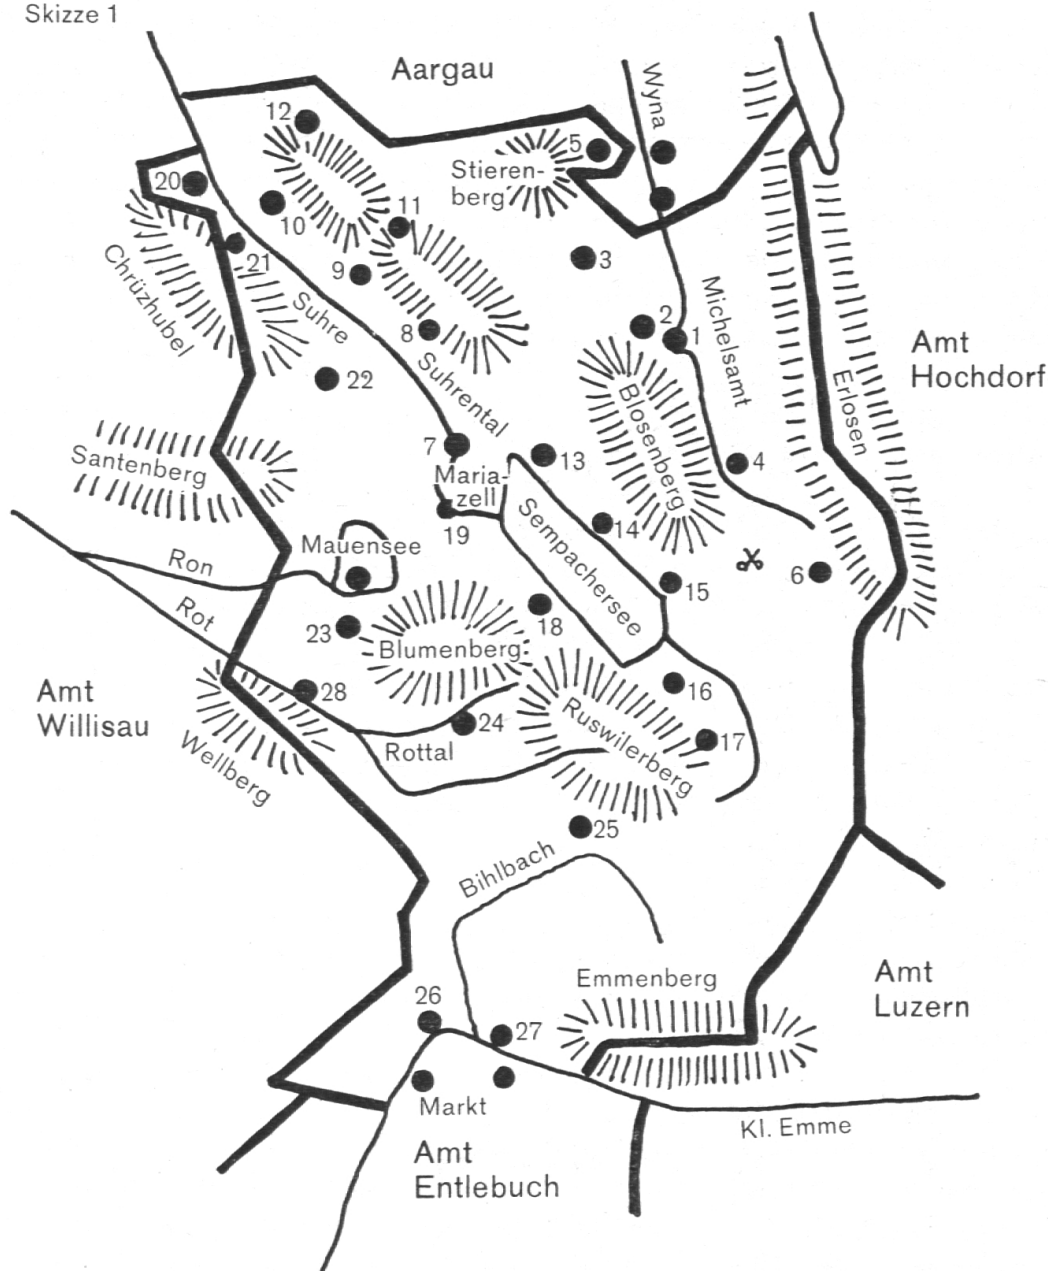 Skizze 1
Aargau
Wyna
12
5
Stieren-
berg
20
10
11
21
9
3
Chrüzhubel
Suhre
8
2
1
Michelsamt
Amt
Hochdorf
22
Suhrental
Blosenberg
Erlosen
7
13
4
Santenberg
Maria-
zell
19
14
Sempachersee
Ron
Mauensee
15
6
Rot
23
18
Blumenberg
Amt
Willisau
28
16
24
Ruswilerberg
17
Rottal
Wellberg
25
Bihlbach
Emmenberg
Amt
Luzern
26
27
Markt
Kl. Emme
Amt
Entlebuch